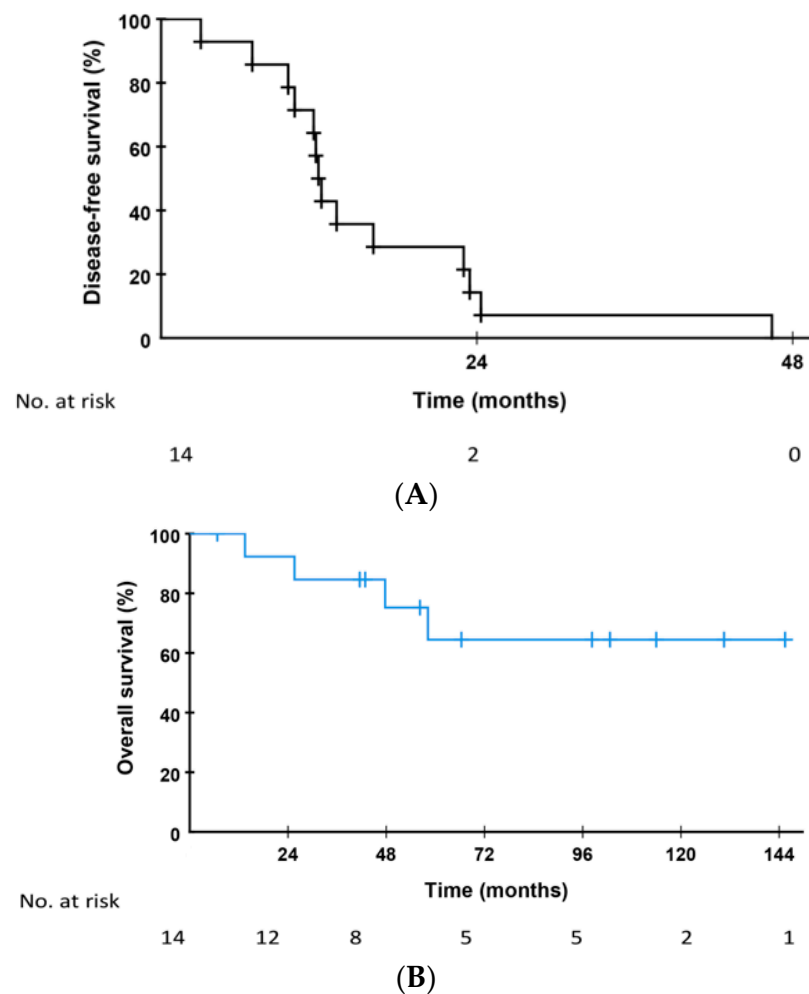 100
80
60
40
20
0
Disease-free survival (%)
24 48
No. at risk Time (months)
14 2 0
(A)
100
80
60
40
20
0
Overall survival (%)
24 48 72 96 120 144
Time (months)
No. at risk
14 12 8 5 5 2 1
(B)